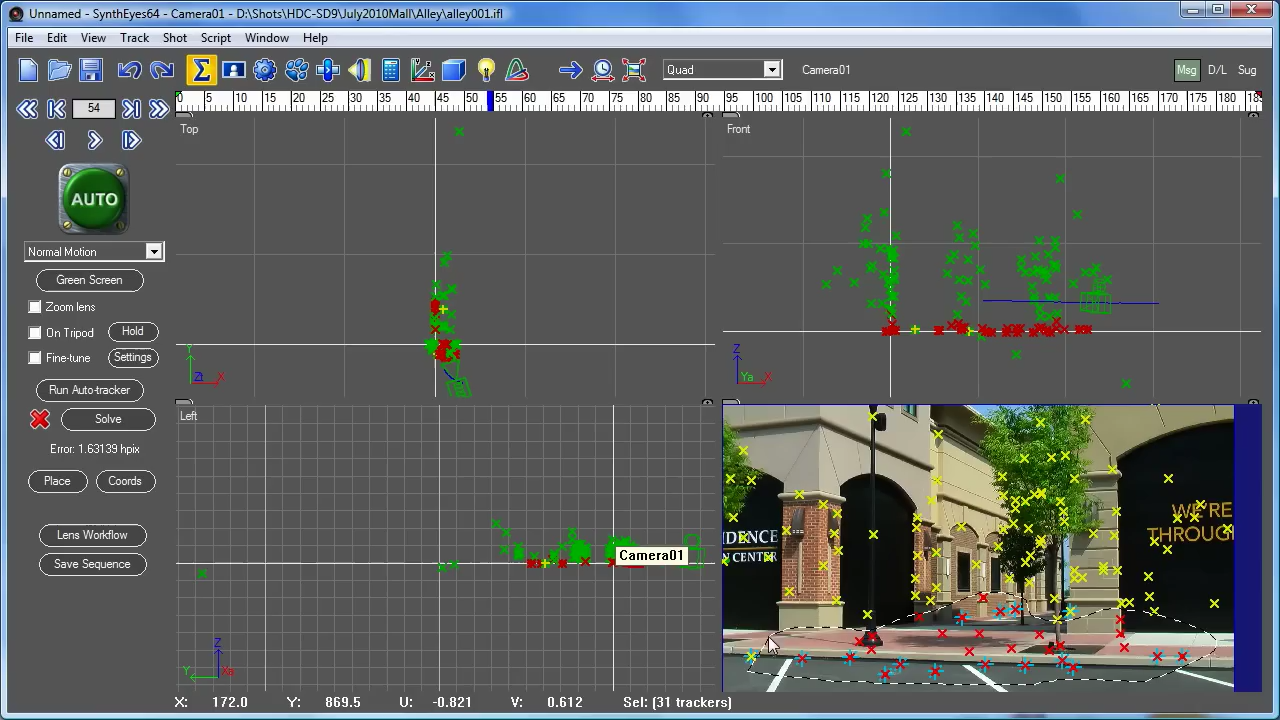 Unnamed - SynthEyes64 - Camera01 - D:\Shots\HDC-SD9\July2010Mall\Alley\alley001.ifl
File Edit View Track Shot Script Window Help
Quad Camera01 Msg D/L Sug
54
0 5 10 15 20 25 30 35 40 45 50 55 60 65 70 75 80 85 90 95 100 105 110 115 120 125 130 135 140 145 150 155 160 165 170 175 180 185
Top
Front
AUTO
Normal Motion
Green Screen
Zoom lens
On Tripod Hold
Fine-tune Settings
Run Auto-tracker
Solve
Error: 1.63139 hpix
Place Coords
Lens Workflow
Save Sequence
Y
X
Z
Ya X
Left
Camera01
Z
Y
WE'RE
THROUGH
IDENCE
N CENTER
X: 172.0 Y: 869.5 U: -0.821 V: 0.612 Sel: (31 trackers)